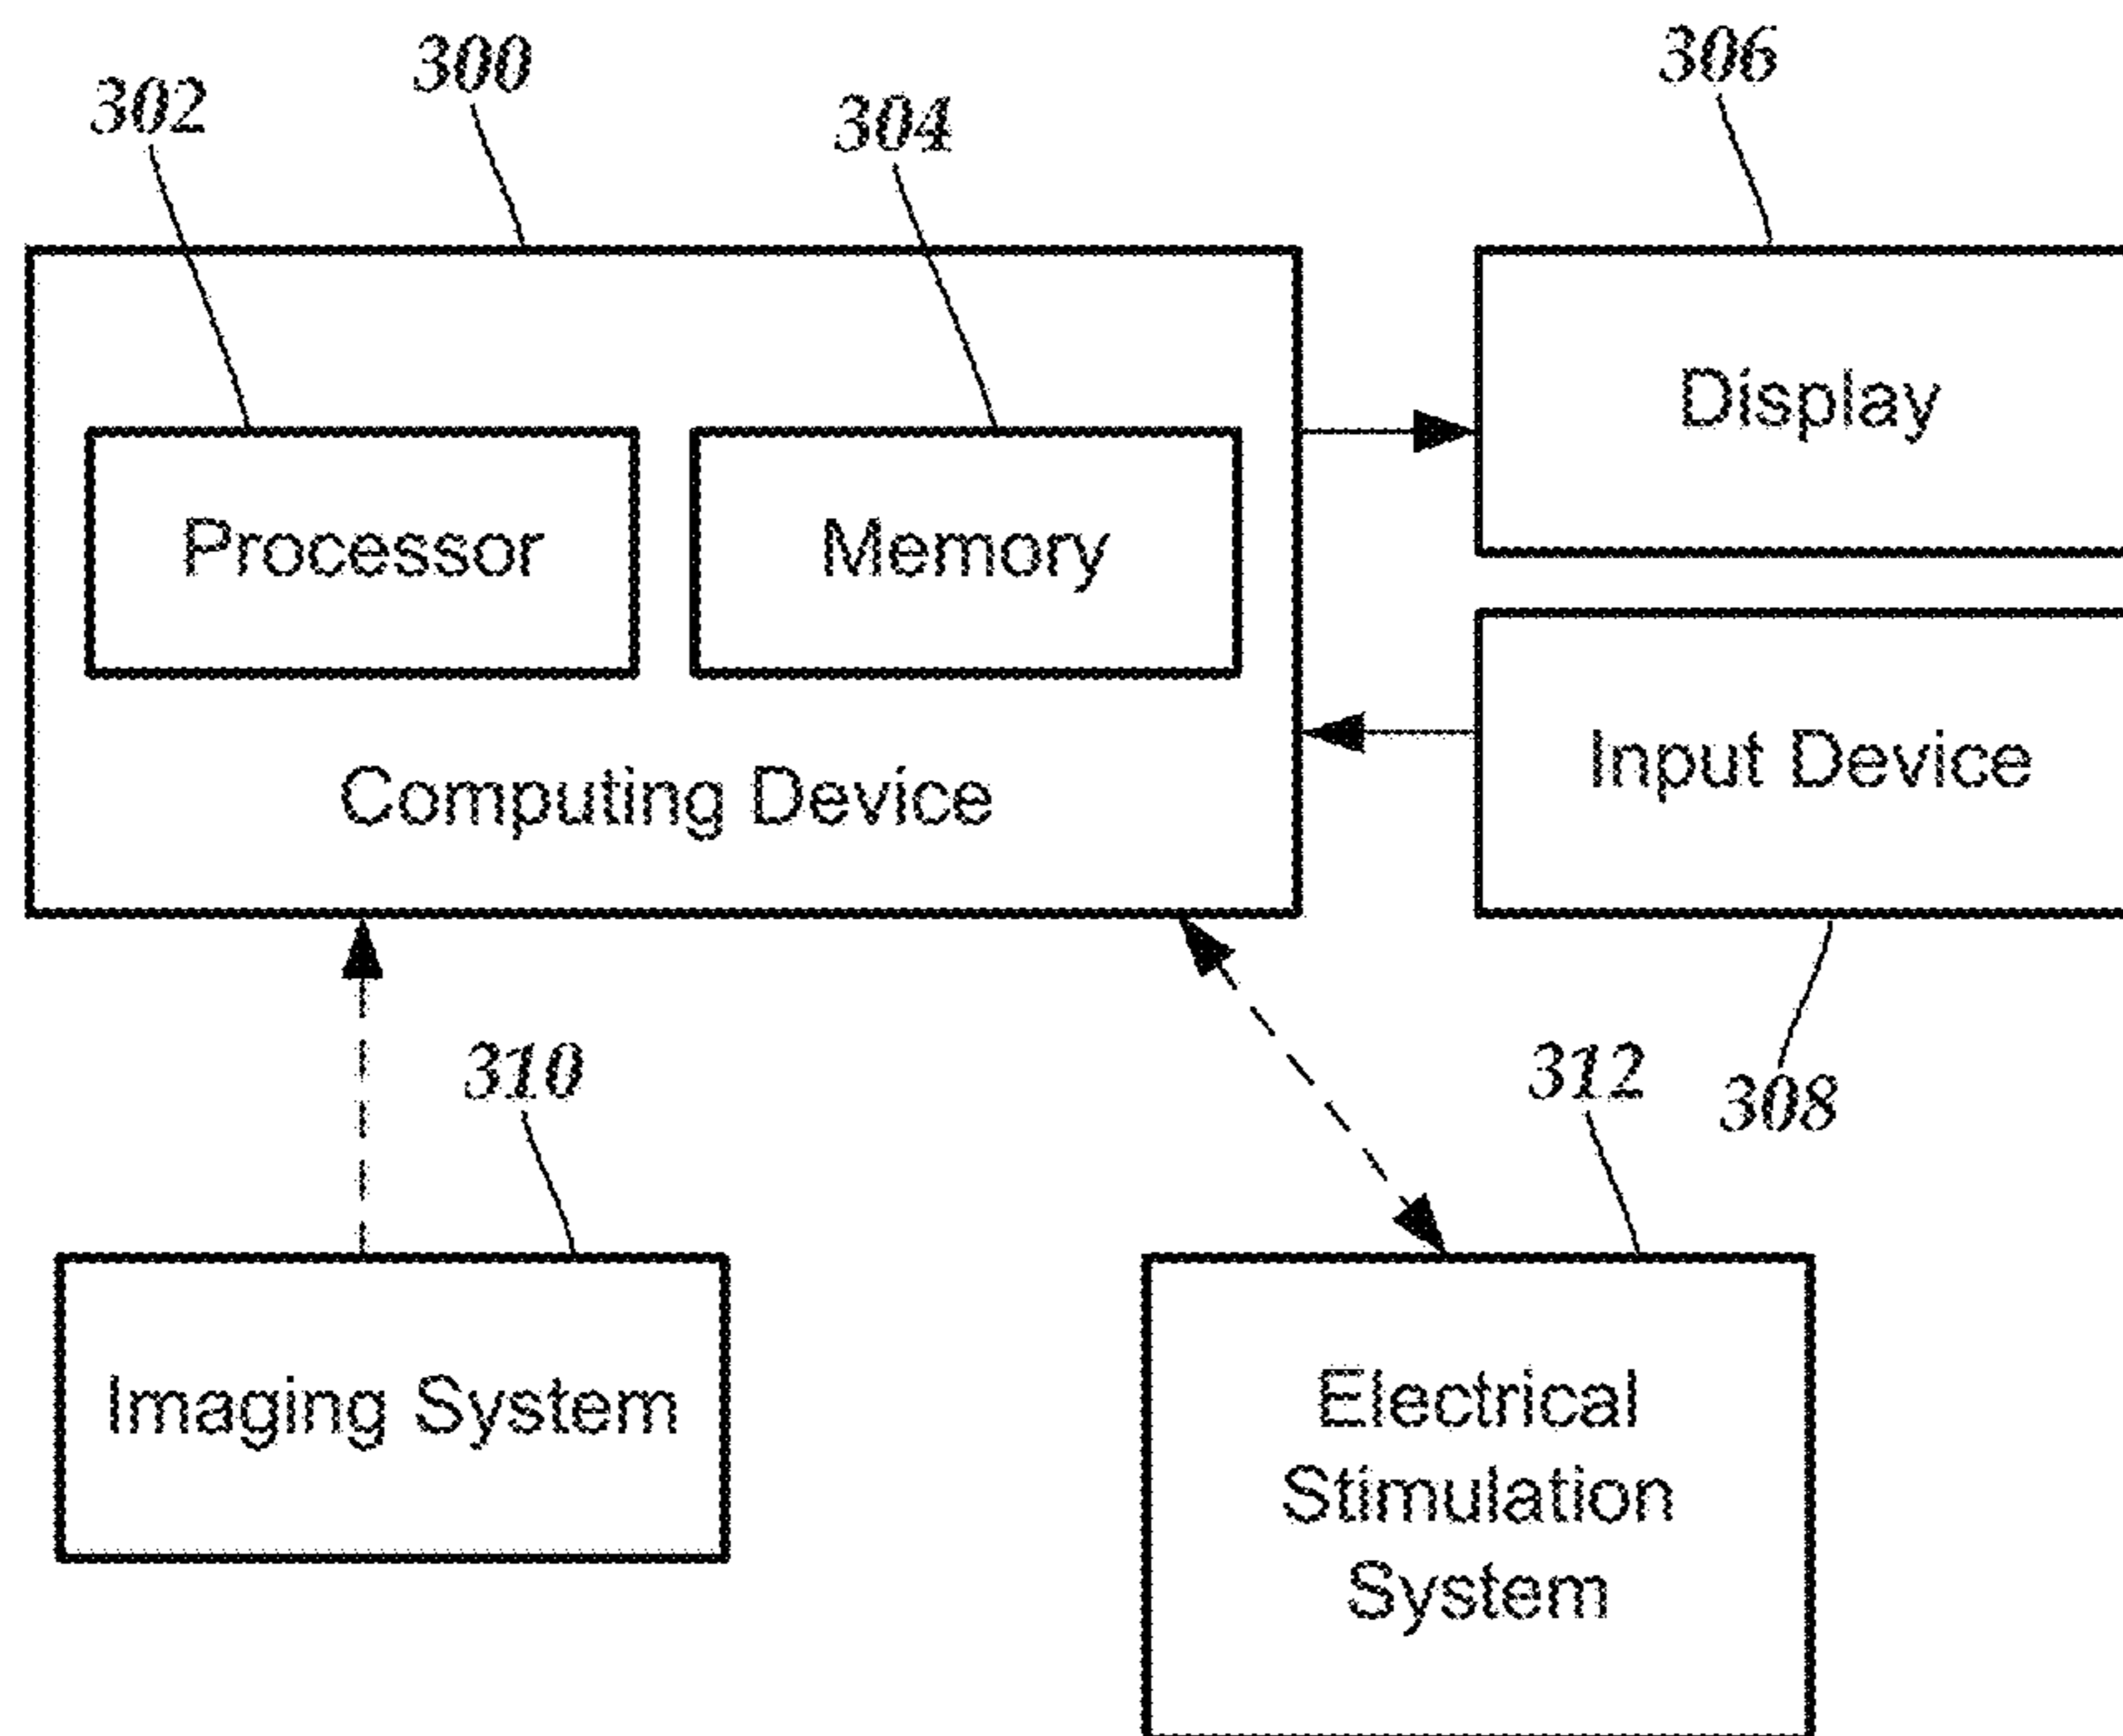 300
306
302
304
Display
Processor
Memory
Input Device
Computing Device
310
312
308
Imaging System
Electrical
Stimulation
System